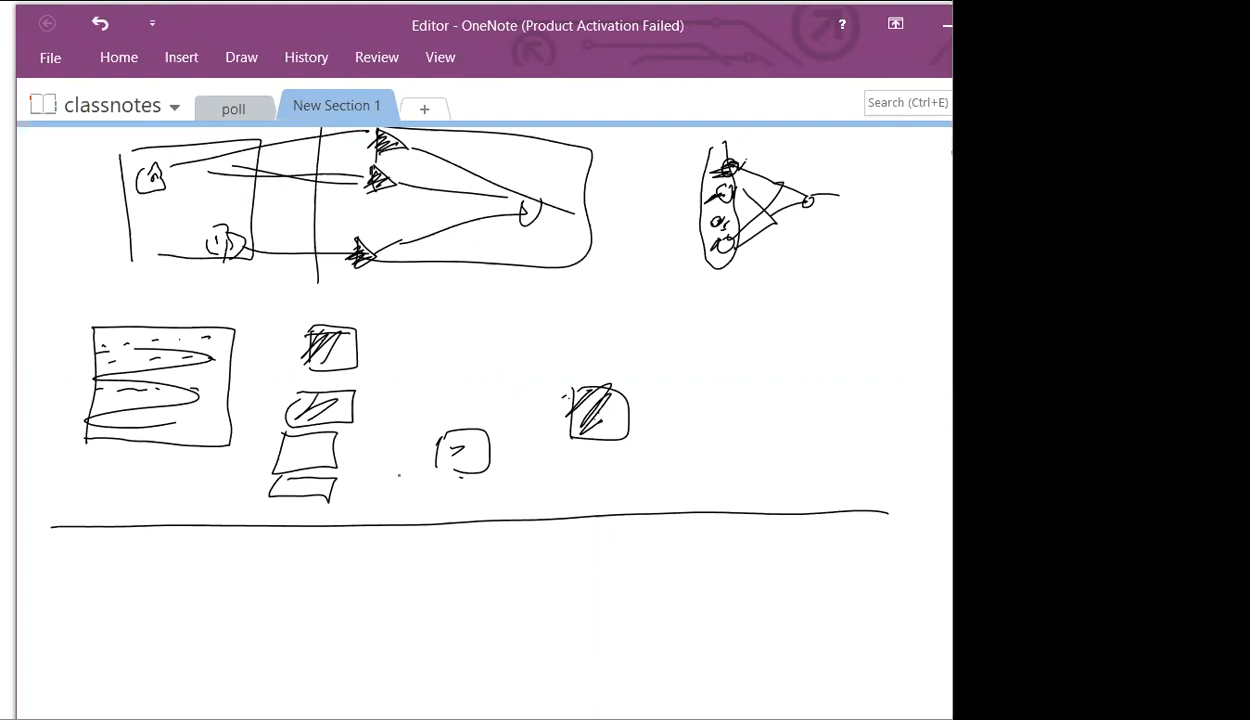 Editor - OneNote (Product Activation Failed)
?
File Home Insert Draw History Review View
classnotes poll New Section 1 + Search (Ctrl+E)